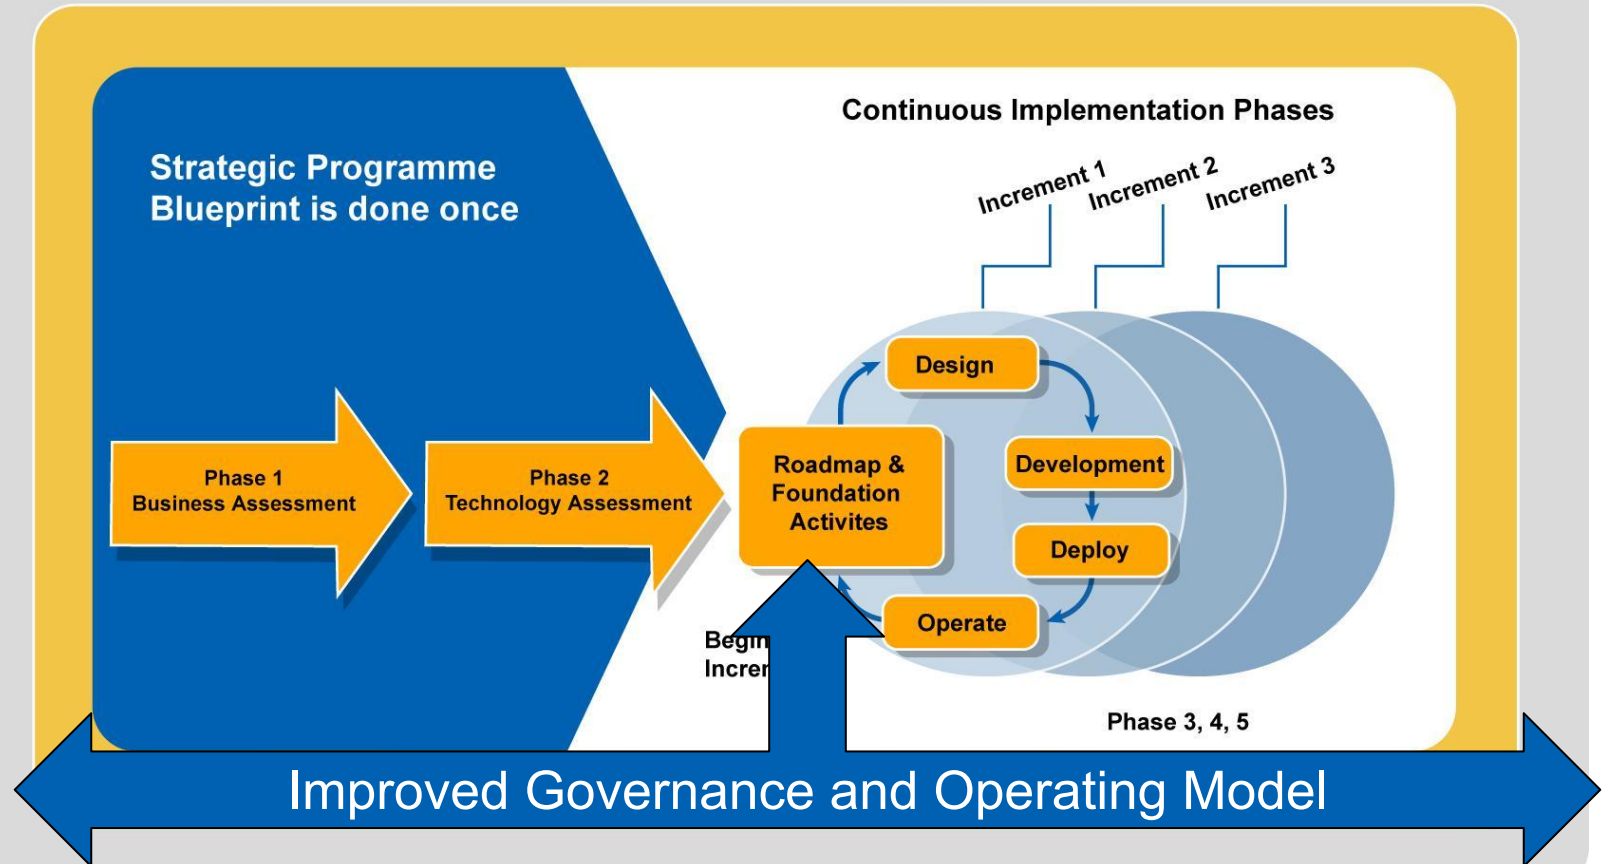 Continuous Implementation Phases
Strategic Programme
Blueprint is done once
Increment 1
Increment 2
Increment 3
Design
Phase 1
Business Assessment
Phase 2
Technology Assessment
Roadmap &
Foundation
Activites
Development
Deploy
Operate
Phase 3, 4, 5
Improved Governance and Operating Model